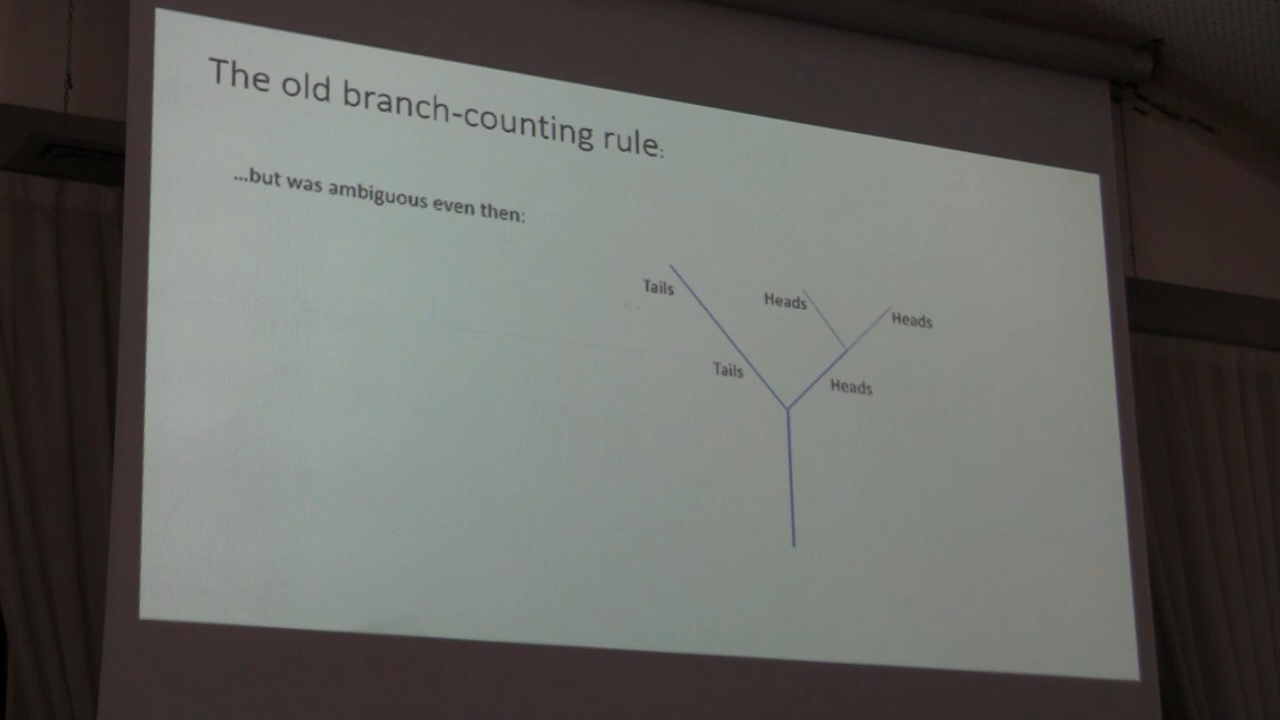 The old branch-counting rule:
...but was ambiguous even then:
Tails
Heads
Heads
Tails
Heads